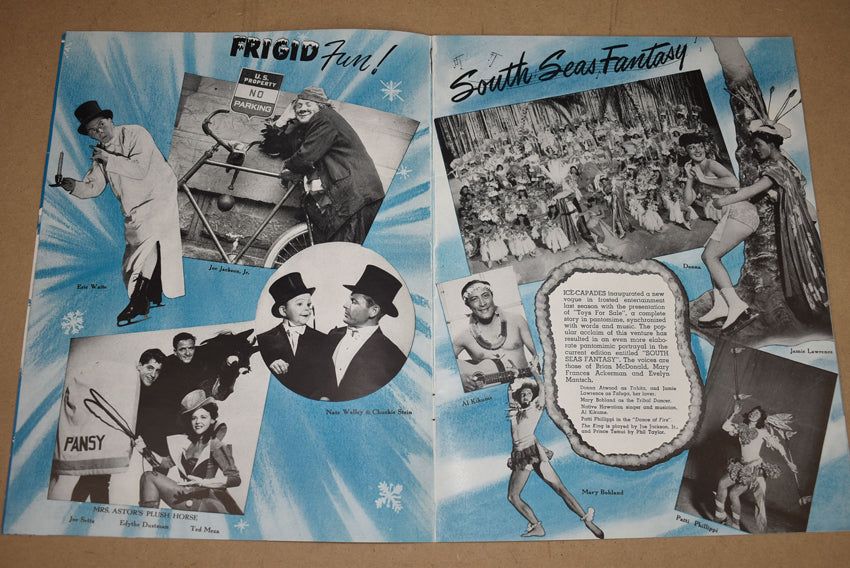 FRIGID Fun!
U.S. PROPERTY
NO
PARKING
Eric Waite
Joe Jackson, Jr.
Nate Walley & Chuckie Stein
PANSY
MRS. ASTOR'S PLUSH HORSE
Joe Setta Edythe Dustman Ted Meza
South Seas Fantasy
Donna
Jamie Lawrence
Al Kikume
ICE-CAPADES inaugurated a new
vogue in frosted entertainment
last season with the presentation
of "Toys For Sale", a complete
story in pantomime, synchronized
with words and music. The pop-
ular acclaim of this venture has
resulted in an even more elabo-
rate pantomimic portrayal in the
current edition entitled "SOUTH
SEAS FANTASY". The voices are
those of Brian McDonald, Mary
Frances Ackerman and Evelyn
Mantsch.
Donna Atwood as Tahita, and Jamie
Lawrence as Taluga, her lover.
Mary Bohland as the Tribal Dancer.
Native Hawaiian singer and musician,
Al Kikume.
Patti Phillippi in the "Dance of Fire"
The King is played by Joe Jackson, Jr.,
and Prince Temui by Phil Taylor.
Mary Bohland
Patti Phillippi